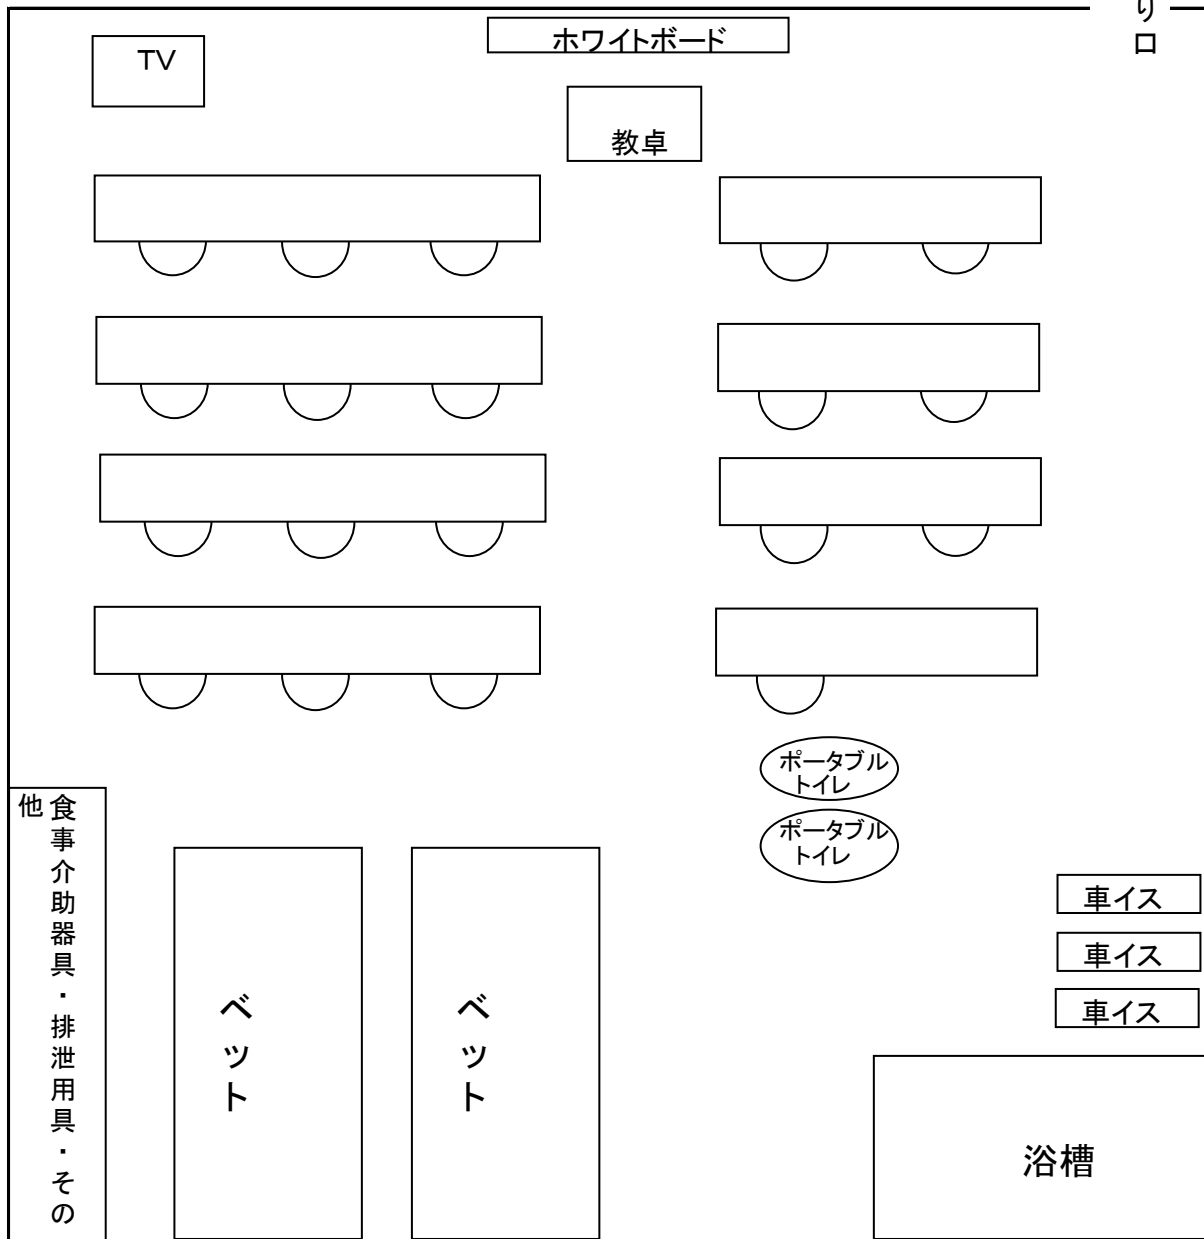 り
口
ホワイトボード
TV
教卓
ポータブル
トイレ
ポータブル
トイレ
車イス
車イス
車イス
食事介助器具・排泄用具・その
他
ベット
ベット
浴槽